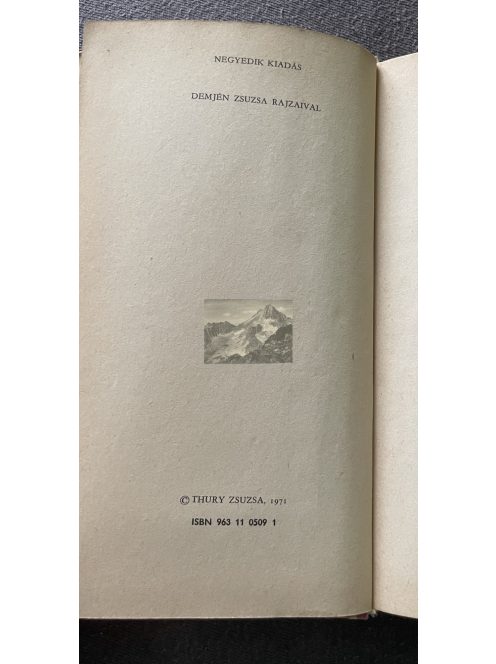 NEGYEDIK KIADÁS
DEMJÉN ZSUZSA RAJZAIVAL
© THURY ZSUZSA, 1971
ISBN 963 11 0509 1